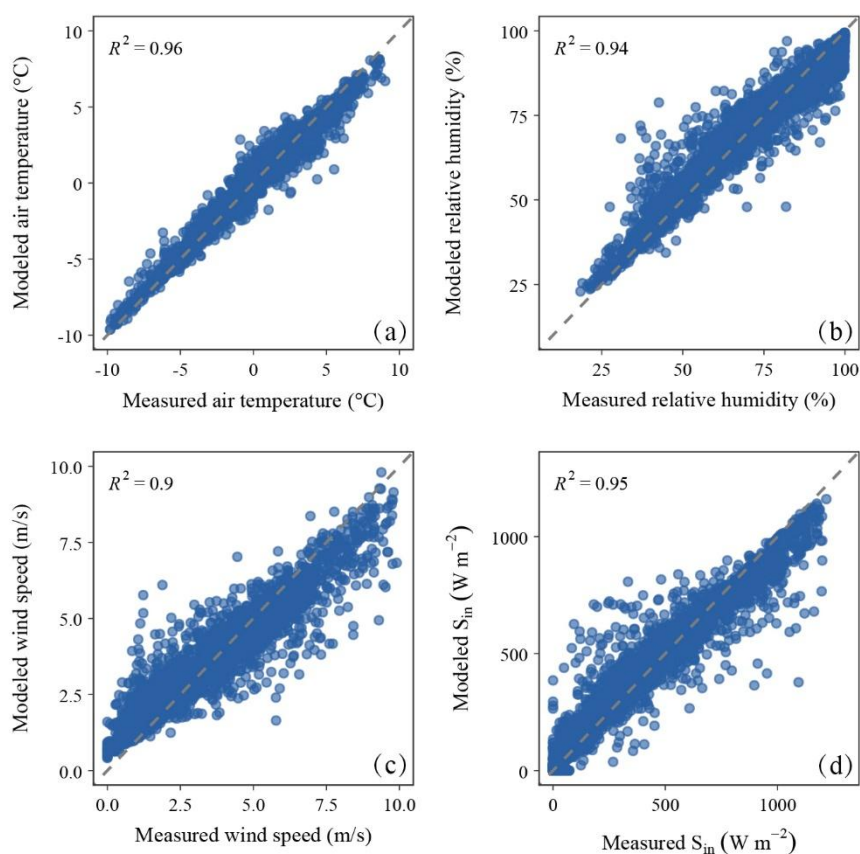 R² = 0.96
10
5
0
-5
-10
Modeled air temperature (°C)
(a)
-10 -5 0 5 10
Measured air temperature (°C)
R² = 0.94
100
75
50
25
Modeled relative humidity (%)
(b)
25 50 75 100
Measured relative humidity (%)
R² = 0.9
10.0
7.5
5.0
2.5
0.0
Modeled wind speed (m/s)
(c)
0.0 2.5 5.0 7.5 10.0
Measured wind speed (m/s)
R² = 0.95
1000
500
0
Modeled Sin (W m−2)
(d)
0 500 1000
Measured Sin (W m−2)